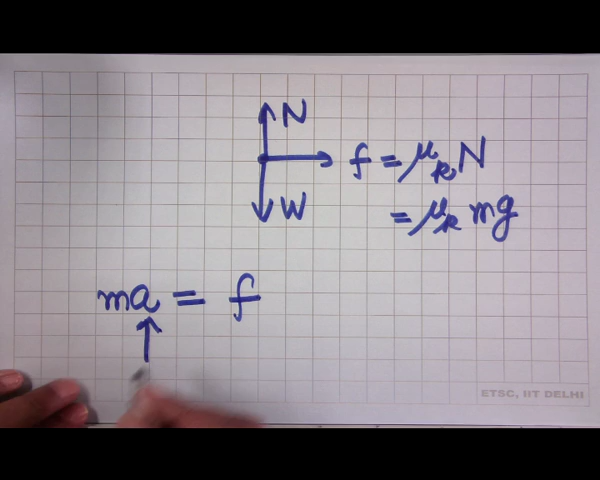 N
f = μk N
W
= μk mg
ma = f
ETSC, IIT DELHI